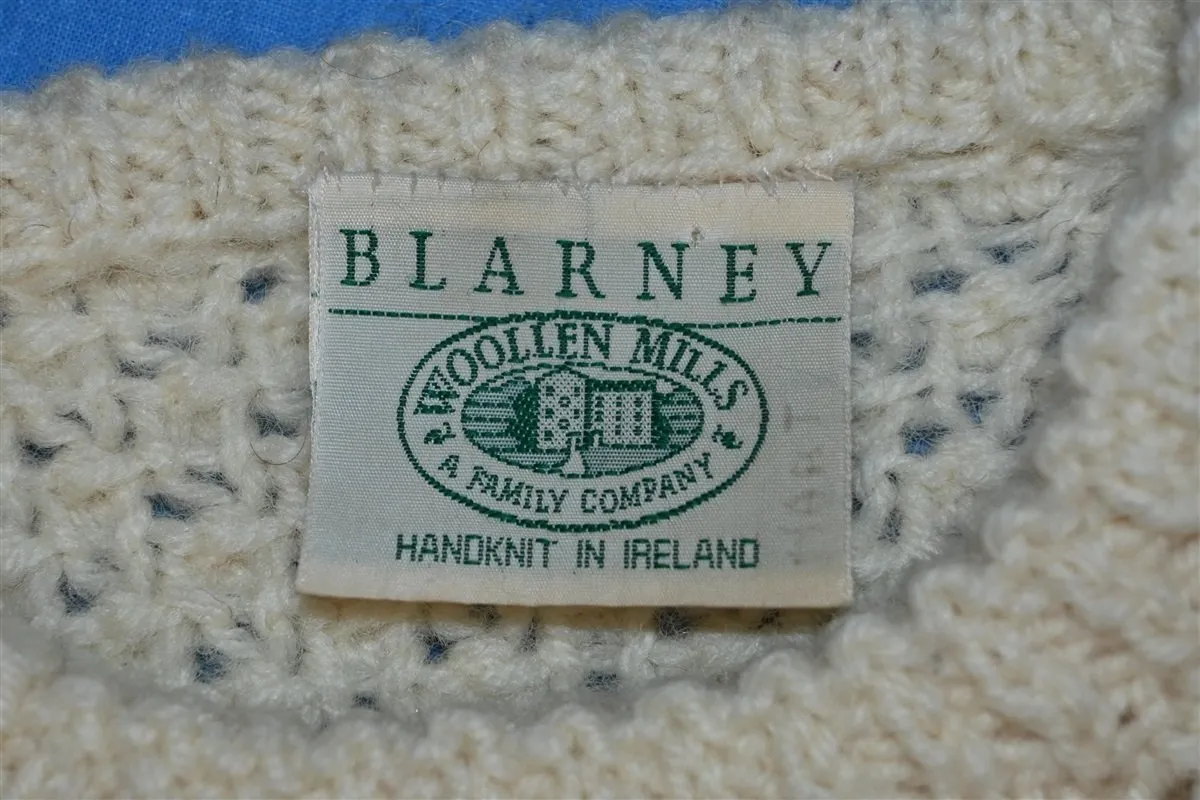 BLARNEY
WOOLLEN MILLS
A FAMILY COMPANY
HANDKNIT IN IRELAND